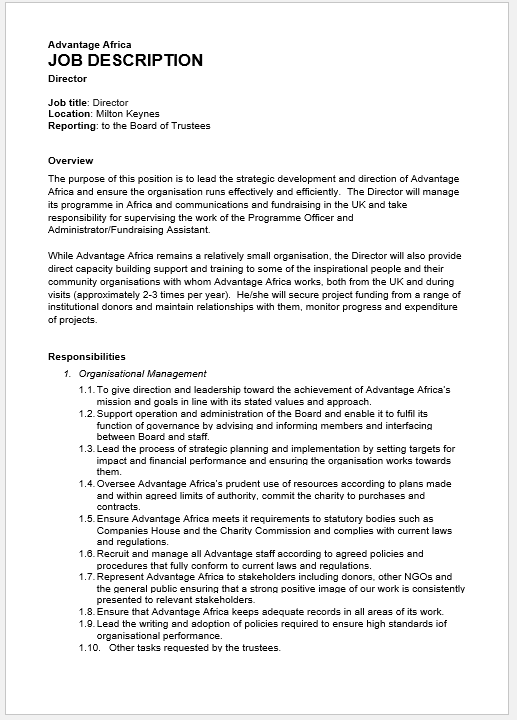 Advantage Africa
JOB DESCRIPTION
Director
Job title: Director
Location: Milton Keynes
Reporting: to the Board of Trustees
Overview
The purpose of this position is to lead the strategic development and direction of Advantage
Africa and ensure the organisation runs effectively and efficiently.  The Director will manage
its programme in Africa and communications and fundraising in the UK and take
responsibility for supervising the work of the Programme Officer and
Administrator/Fundraising Assistant.
While Advantage Africa remains a relatively small organisation, the Director will also provide
direct capacity building support and training to some of the inspirational people and their
community organisations with whom Advantage Africa works, both from the UK and during
visits (approximately 2-3 times per year).  He/she will secure project funding from a range of
institutional donors and maintain relationships with them, monitor progress and expenditure
of projects.
Responsibilities
1. Organisational Management
1.1. To give direction and leadership toward the achievement of Advantage Africa's
mission and goals in line with its stated values and approach.
1.2. Support operation and administration of the Board and enable it to fulfil its
function of governance by advising and informing members and interfacing
between Board and staff.
1.3. Lead the process of strategic planning and implementation by setting targets for
impact and financial performance and ensuring the organisation works towards
them.
1.4. Oversee Advantage Africa's prudent use of resources according to plans made
and within agreed limits of authority, commit the charity to purchases and
contracts.
1.5. Ensure Advantage Africa meets it requirements to statutory bodies such as
Companies House and the Charity Commission and complies with current laws
and regulations.
1.6. Recruit and manage all Advantage staff according to agreed policies and
procedures that fully conform to current laws and regulations.
1.7. Represent Advantage Africa to stakeholders including donors, other NGOs and
the general public ensuring that a strong positive image of our work is consistently
presented to relevant stakeholders.
1.8. Ensure that Advantage Africa keeps adequate records in all areas of its work.
1.9. Lead the writing and adoption of policies required to ensure high standards iof
organisational performance.
1.10. Other tasks requested by the trustees.